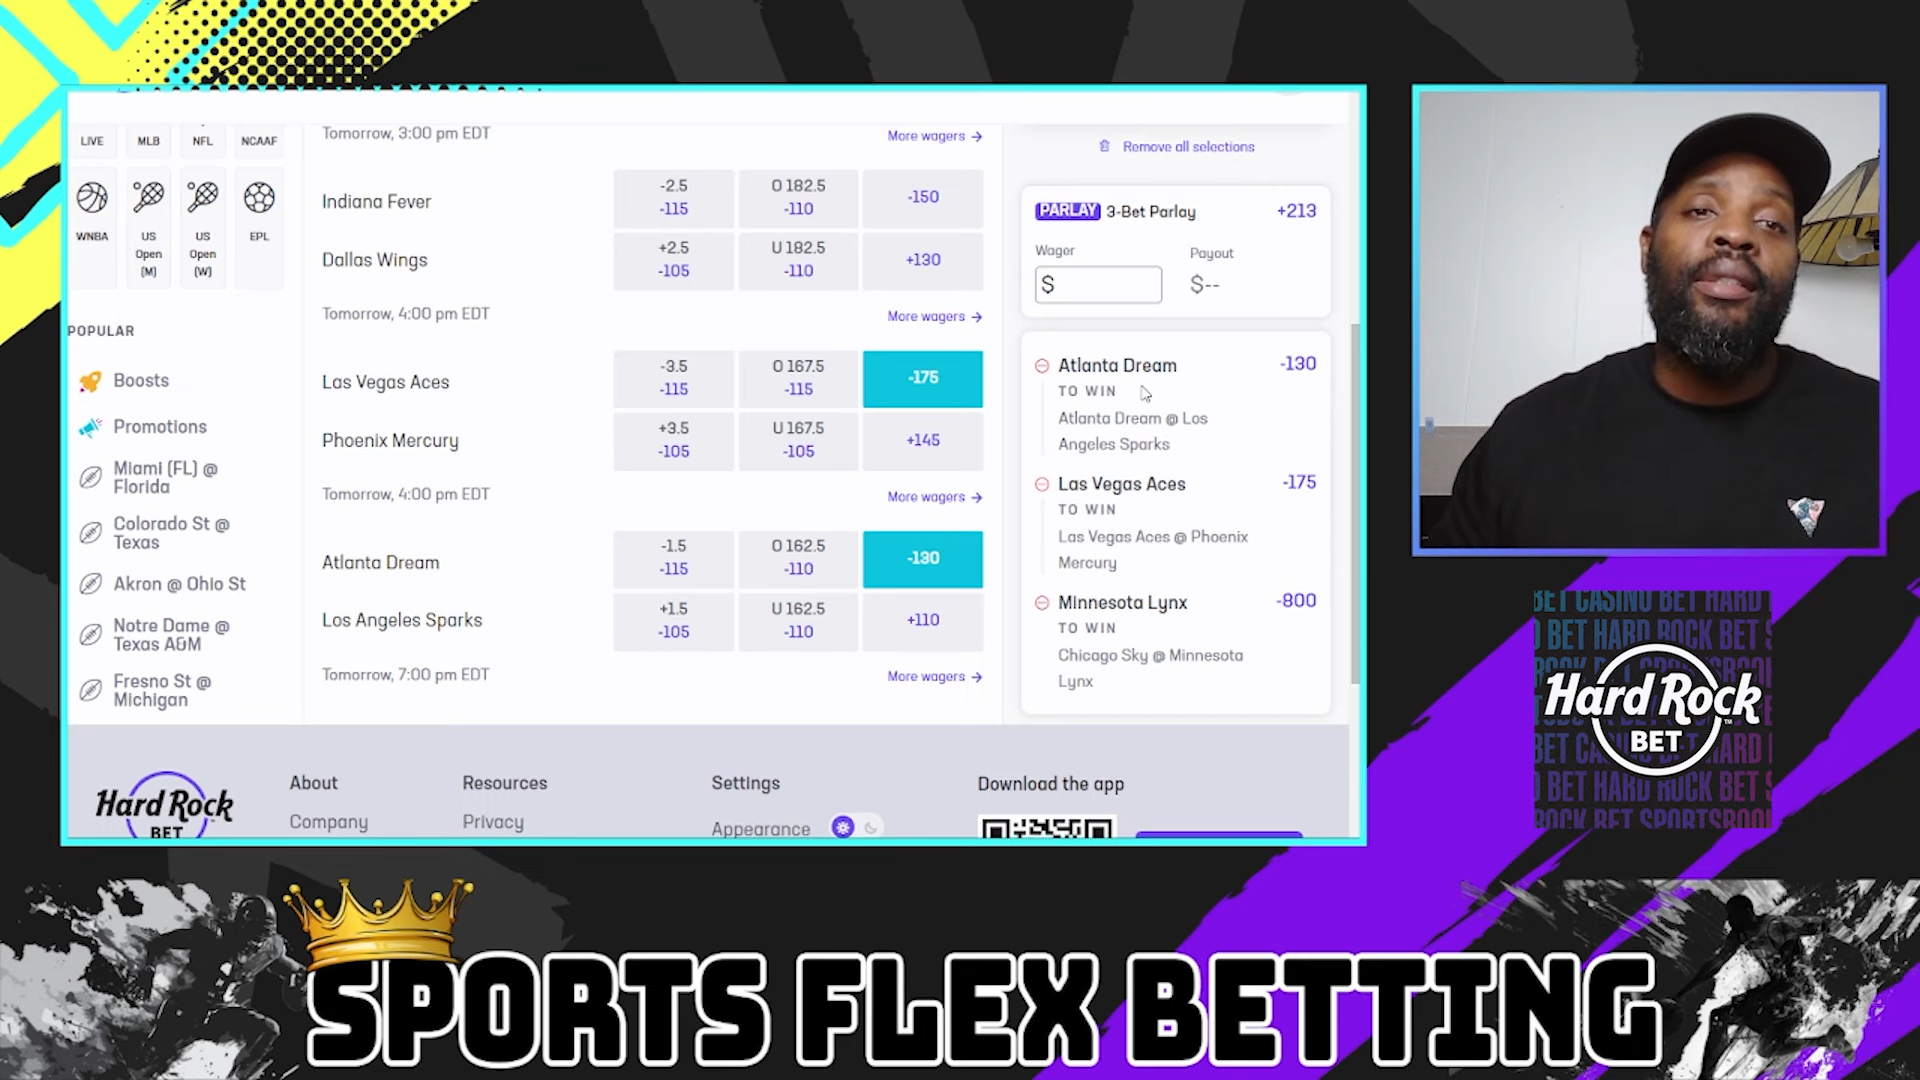 LIVE
MLB
NFL
NCAAF
WNBA
US
Open
(M)
US
Open
(W)
EPL
POPULAR
Boosts
Promotions
Miami (FL) @
Florida
Colorado St @
Texas
Akron @ Ohio St
Notre Dame @
Texas A&M
Fresno St @
Michigan
Tomorrow, 3:00 pm EDT
More wagers
Indiana Fever
-2.5
-115
O 182.5
-110
-150
Dallas Wings
+2.5
-105
U 182.5
-110
+130
Tomorrow, 4:00 pm EDT
More wagers
Las Vegas Aces
-3.5
-115
O 167.5
-115
-175
Phoenix Mercury
+3.5
-105
U 167.5
-105
+145
Tomorrow, 4:00 pm EDT
More wagers
Atlanta Dream
-1.5
-115
O 162.5
-110
-130
Los Angeles Sparks
+1.5
-105
U 162.5
-110
+110
Tomorrow, 7:00 pm EDT
More wagers
Remove all selections
PARLAY 3-Bet Parlay +213
Wager
Payout
$
$--
Atlanta Dream -130
TO WIN
Atlanta Dream @ Los
Angeles Sparks
Las Vegas Aces -175
TO WIN
Las Vegas Aces @ Phoenix
Mercury
Minnesota Lynx -800
TO WIN
Chicago Sky @ Minnesota
Lynx
Hard Rock
BET
About
Company
Resources
Privacy
Settings
Appearance
Download the app
Hard Rock
BET
SPORTS FLEX BETTING